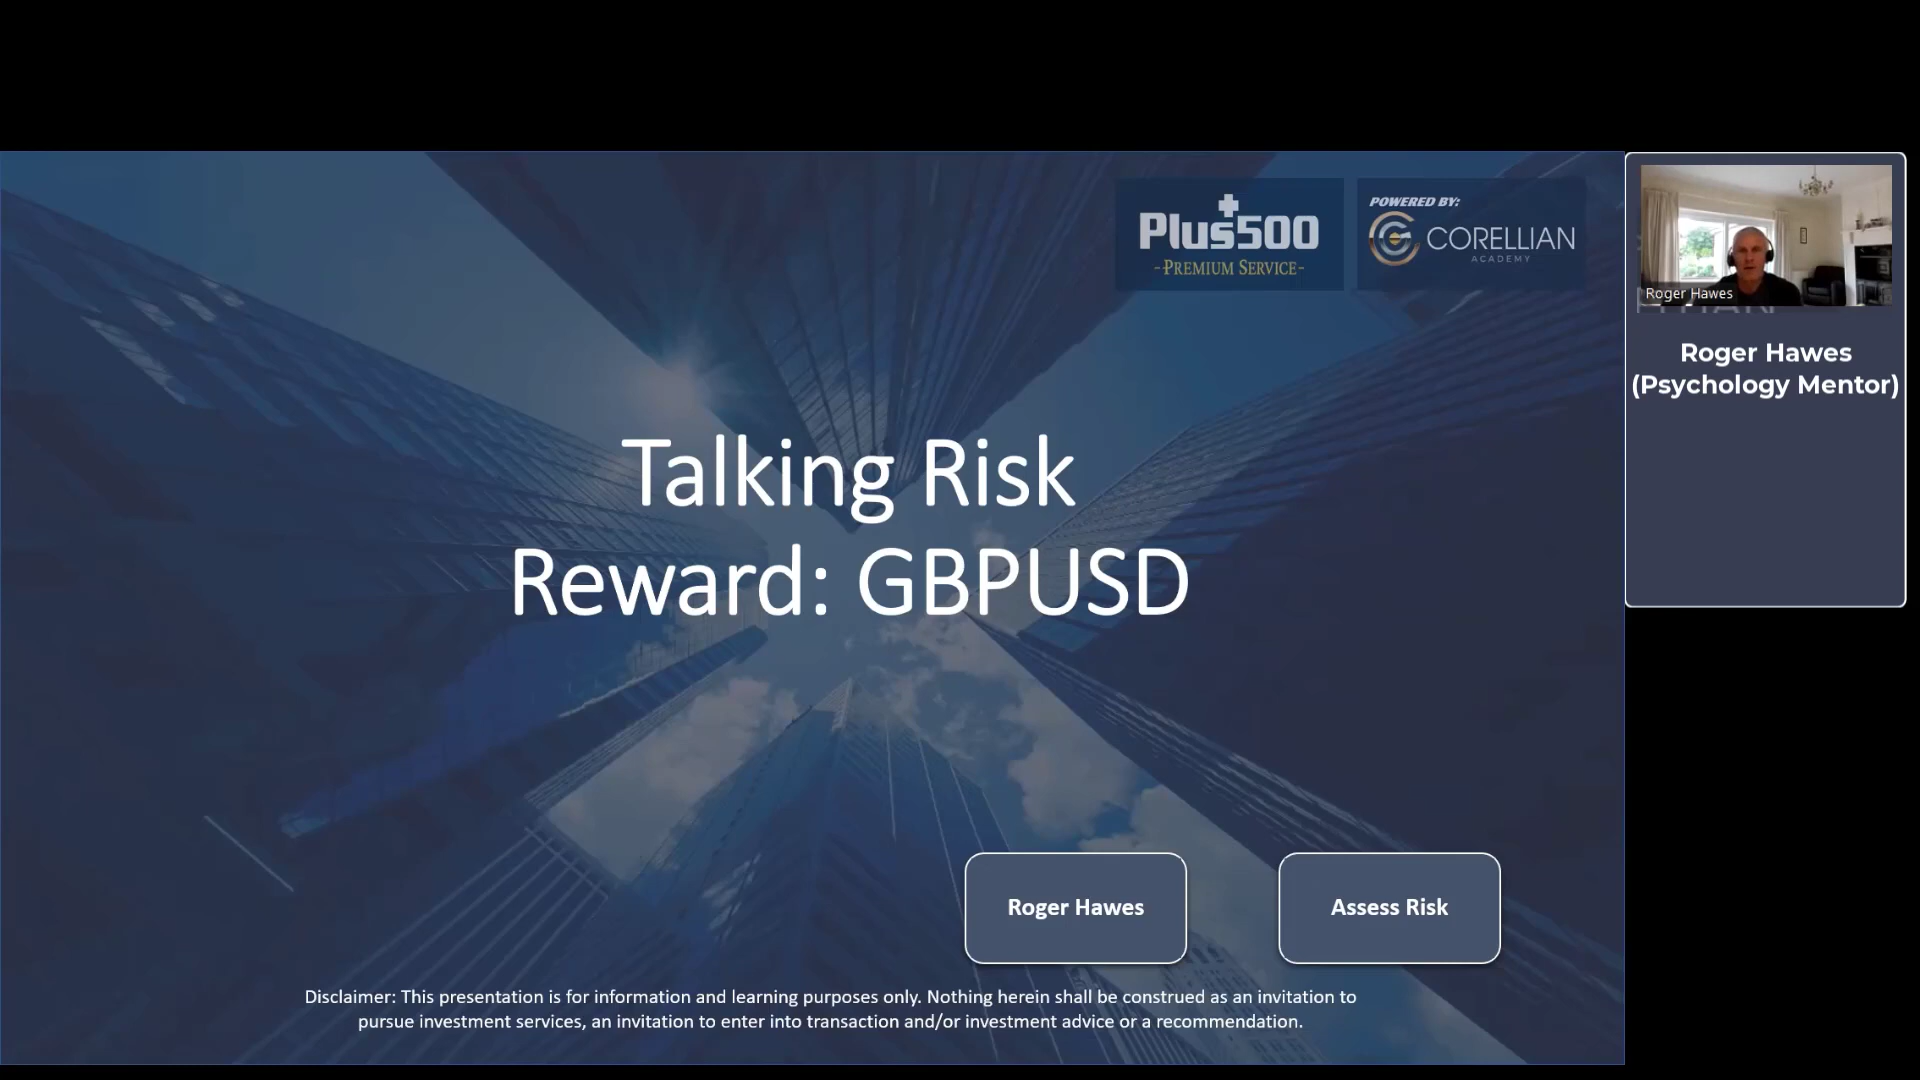 Plus500
-PREMIUM SERVICE-
POWERED BY:
CORELLIAN
ACADEMY
Roger Hawes
Roger Hawes
(Psychology Mentor)
Talking Risk
Reward: GBPUSD
Roger Hawes
Assess Risk
Disclaimer: This presentation is for information and learning purposes only. Nothing herein shall be construed as an invitation to
pursue investment services, an invitation to enter into transaction and/or investment advice or a recommendation.